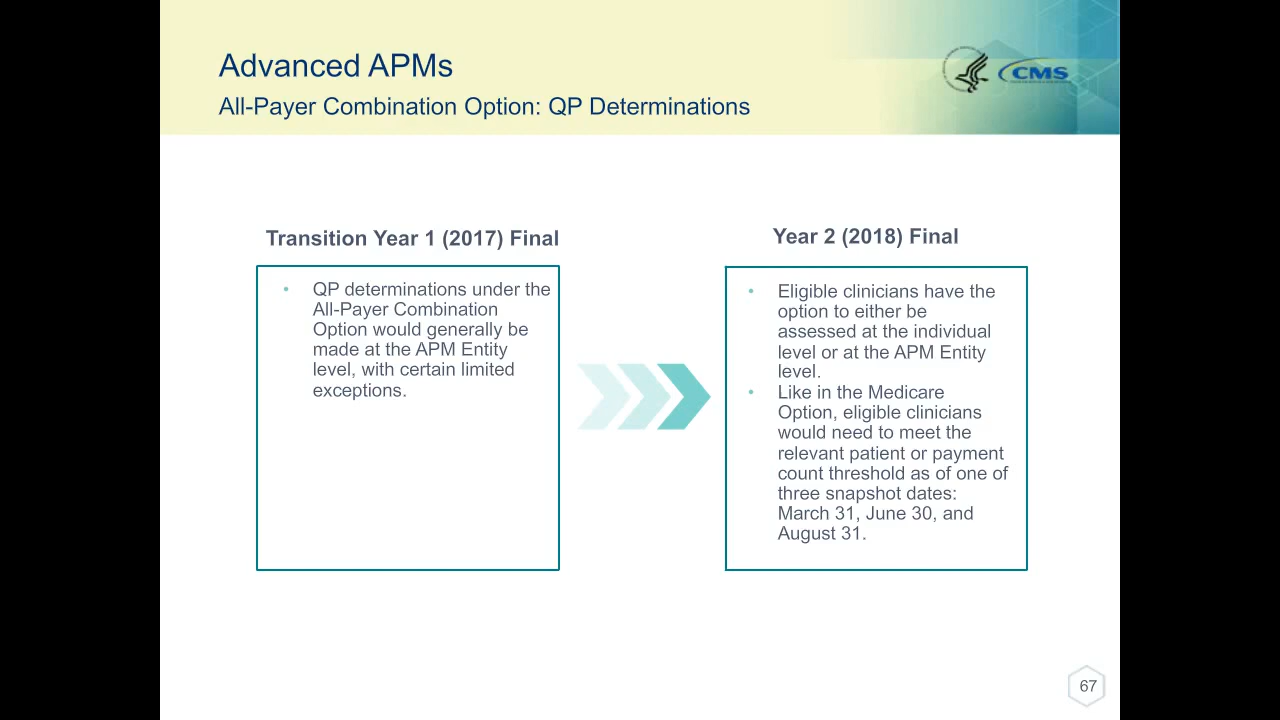 Advanced APMs
All-Payer Combination Option: QP Determinations
CMS
Transition Year 1 (2017) Final
• QP determinations under the
All-Payer Combination
Option would generally be
made at the APM Entity
level, with certain limited
exceptions.
Year 2 (2018) Final
• Eligible clinicians have the
option to either be
assessed at the individual
level or at the APM Entity
level.
• Like in the Medicare
Option, eligible clinicians
would need to meet the
relevant patient or payment
count threshold as of one of
three snapshot dates:
March 31, June 30, and
August 31.
67